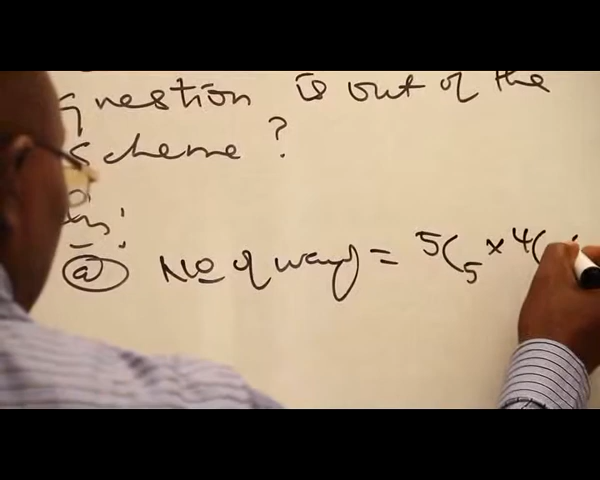 question is out of the
scheme?
ⓐ No of ways = ⁵C₅ × ⁴C